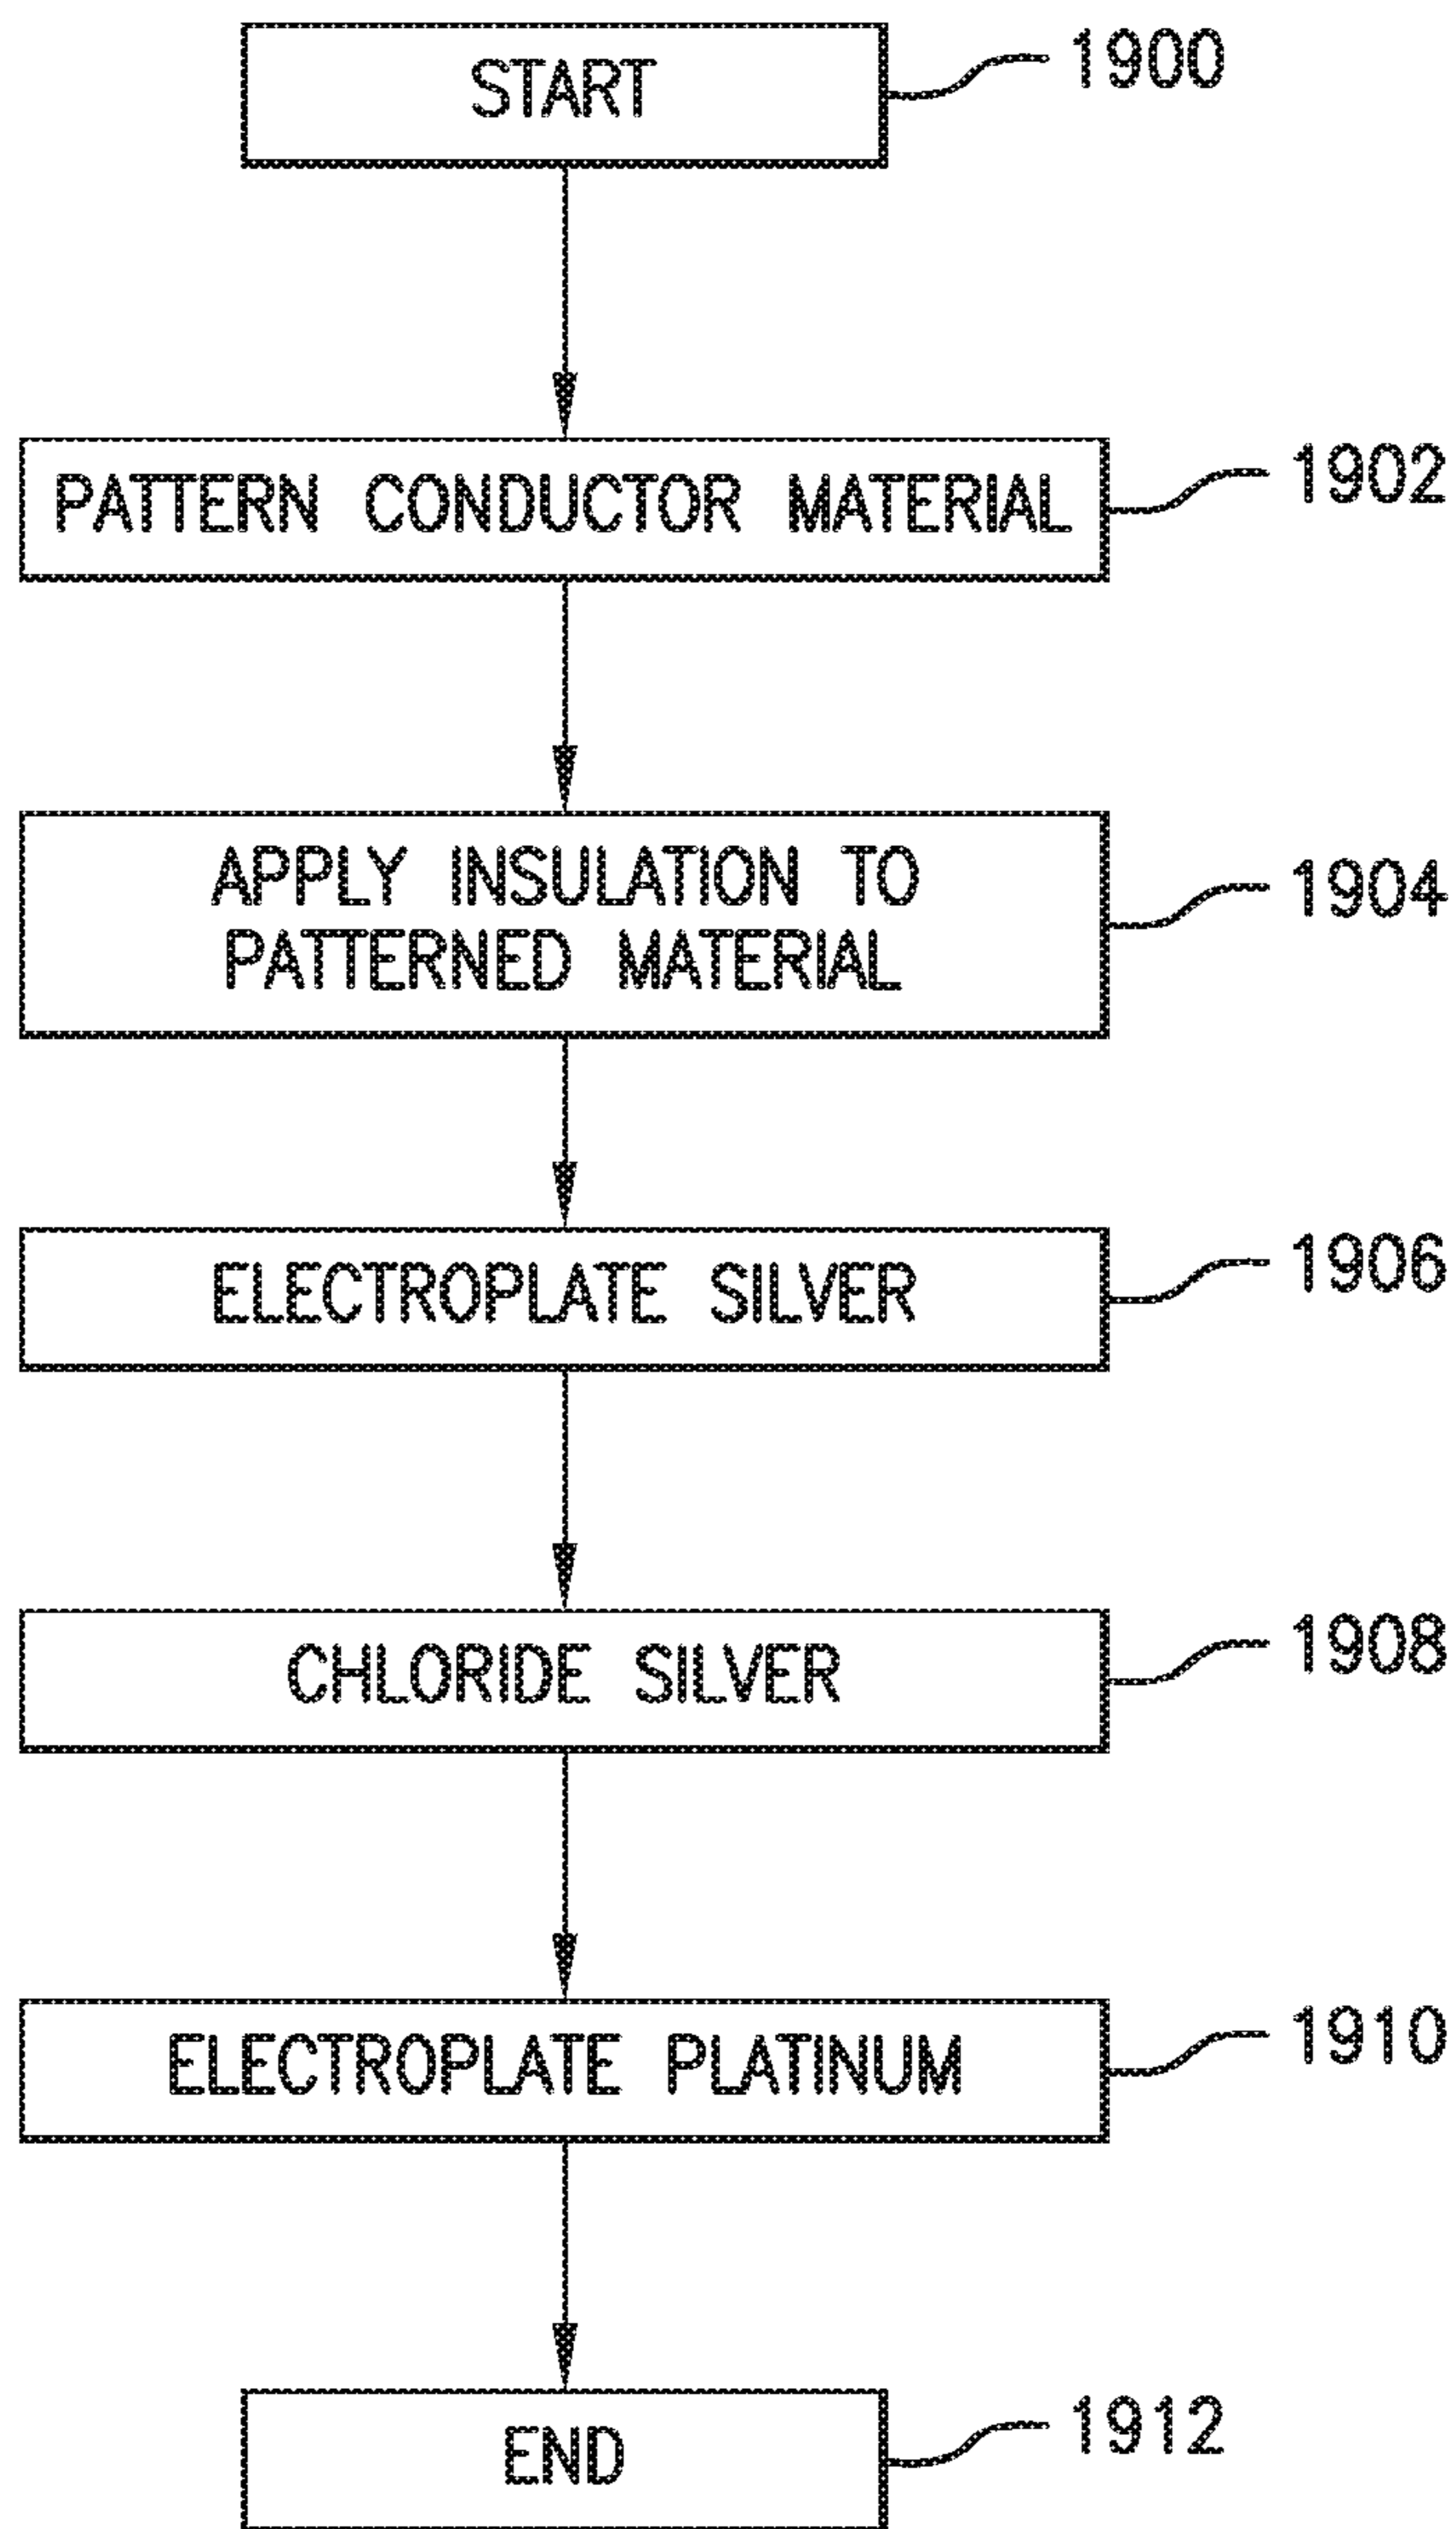 START
1900
PATTERN CONDUCTOR MATERIAL
1902
APPLY INSULATION TO
PATTERNED MATERIAL
1904
ELECTROPLATE SILVER
1906
CHLORIDE SILVER
1908
ELECTROPLATE PLATINUM
1910
END
1912